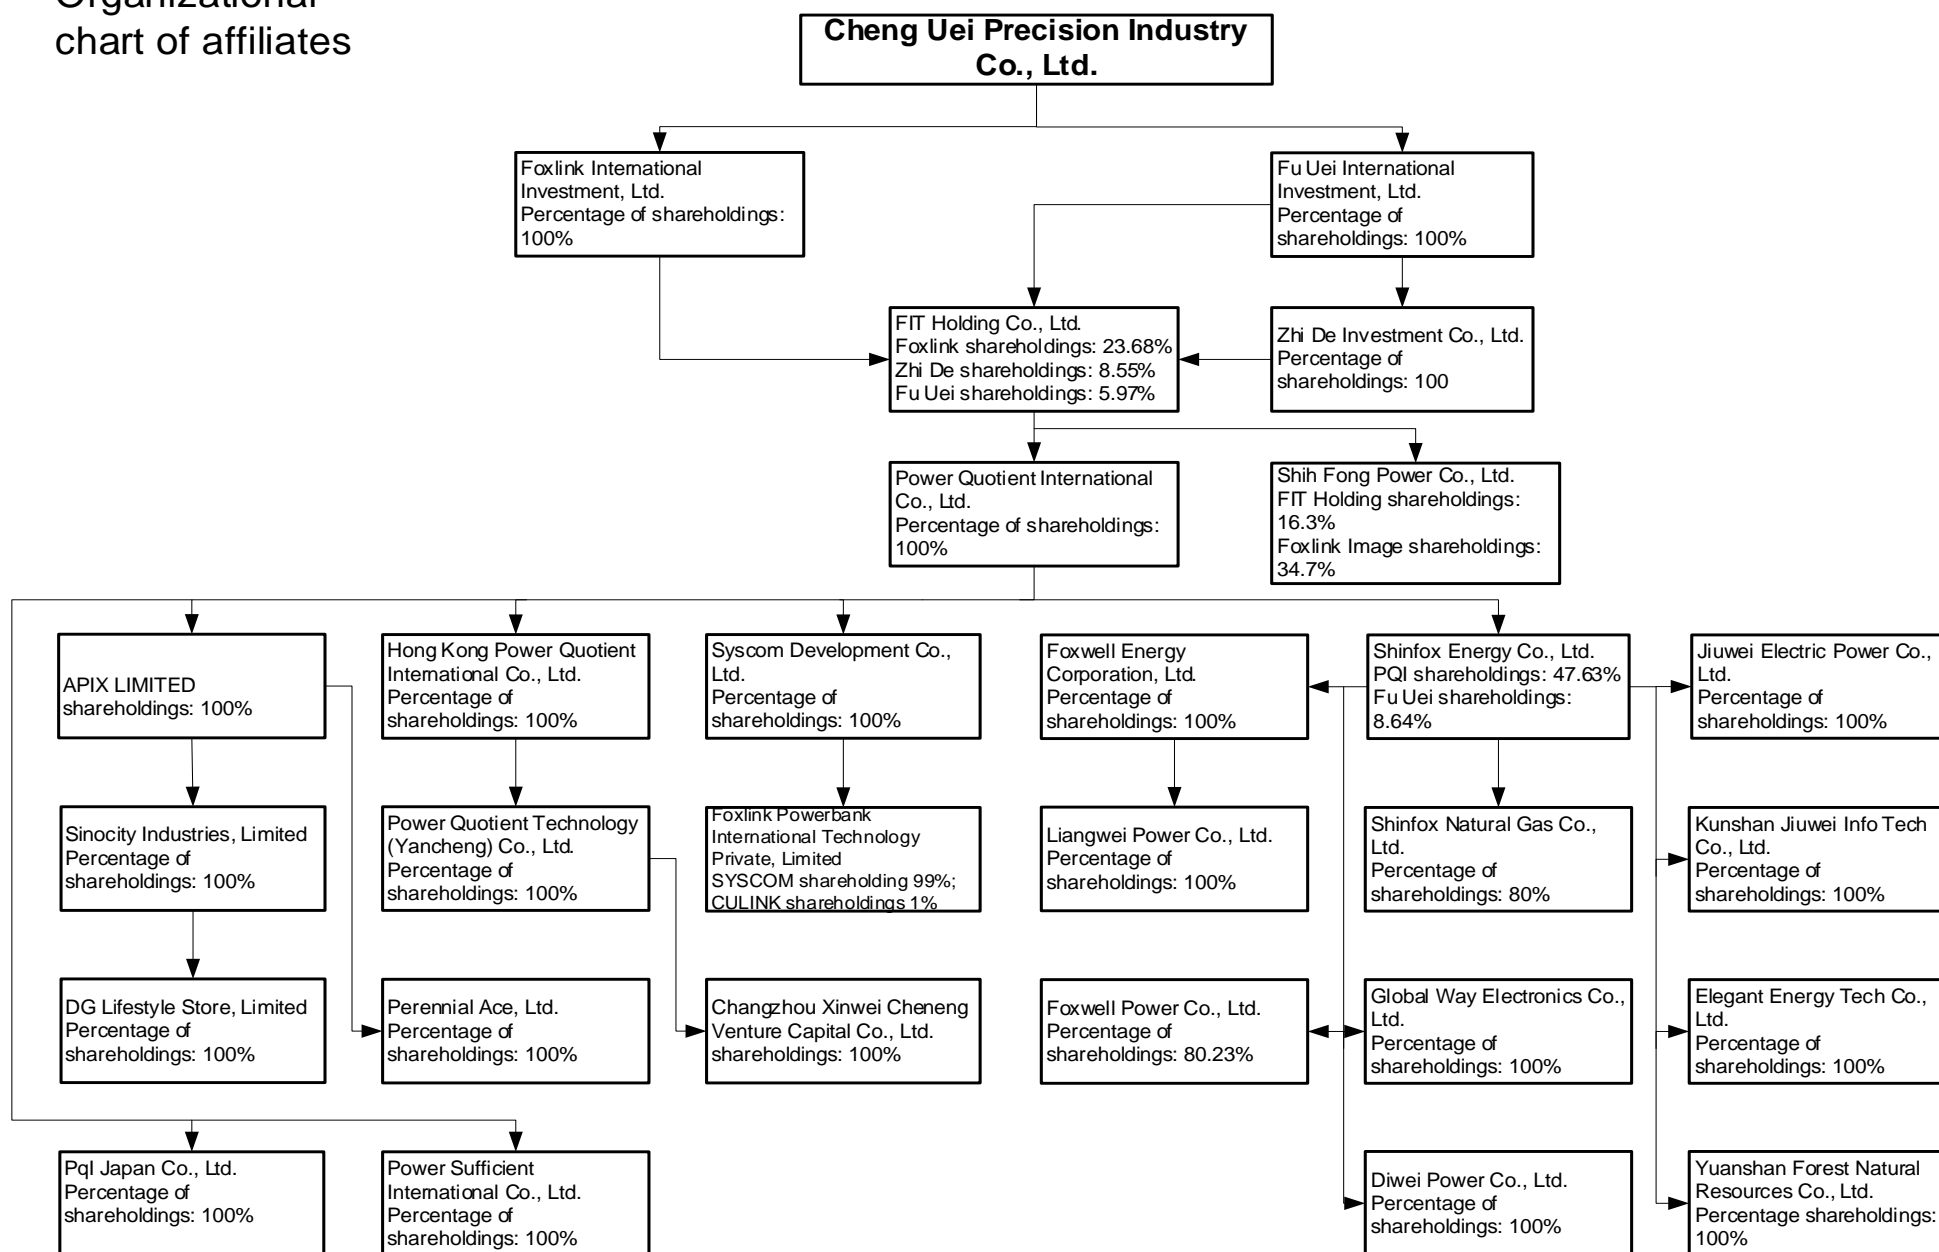 Organizational
chart of affiliates
Cheng Uei Precision Industry
Co., Ltd.
Foxlink International
Investment, Ltd.
Percentage of shareholdings:
100%
Fu Uei International
Investment, Ltd.
Percentage of
shareholdings: 100%
FIT Holding Co., Ltd.
Foxlink shareholdings: 23.68%
Zhi De shareholdings: 8.55%
Fu Uei shareholdings: 5.97%
Zhi De Investment Co., Ltd.
Percentage of
shareholdings: 100
Power Quotient International
Co., Ltd.
Percentage of shareholdings:
100%
Shih Fong Power Co., Ltd.
FIT Holding shareholdings:
16.3%
Foxlink Image shareholdings:
34.7%
APIX LIMITED
shareholdings: 100%
Hong Kong Power Quotient
International Co., Ltd.
Percentage of
shareholdings: 100%
Syscom Development Co.,
Ltd.
Percentage of
shareholdings: 100%
Foxwell Energy
Corporation, Ltd.
Percentage of
shareholdings: 100%
Shinfox Energy Co., Ltd.
PQI shareholdings: 47.63%
Fu Uei shareholdings:
8.64%
Jiuwei Electric Power Co.,
Ltd.
Percentage of
shareholdings: 100%
Sinocity Industries, Limited
Percentage of
shareholdings: 100%
Power Quotient Technology
(Yancheng) Co., Ltd.
Percentage of
shareholdings: 100%
Foxlink Powerbank
International Technology
Private, Limited
SYSCOM shareholding 99%;
CULINK shareholdings 1%
Liangwei Power Co., Ltd.
Percentage of
shareholdings: 100%
Shinfox Natural Gas Co.,
Ltd.
Percentage of
shareholdings: 80%
Kunshan Jiuwei Info Tech
Co., Ltd.
Percentage of
shareholdings: 100%
DG Lifestyle Store, Limited
Percentage of
shareholdings: 100%
Perennial Ace, Ltd.
Percentage of
shareholdings: 100%
Changzhou Xinwei Cheneng
Venture Capital Co., Ltd.
shareholdings: 100%
Foxwell Power Co., Ltd.
Percentage of
shareholdings: 80.23%
Global Way Electronics Co.,
Ltd.
Percentage of
shareholdings: 100%
Elegant Energy Tech Co.,
Ltd.
Percentage of
shareholdings: 100%
PqI Japan Co., Ltd.
Percentage of
shareholdings: 100%
Power Sufficient
International Co., Ltd.
Percentage of
shareholdings: 100%
Diwei Power Co., Ltd.
Percentage of
shareholdings: 100%
Yuanshan Forest Natural
Resources Co., Ltd.
Percentage shareholdings:
100%